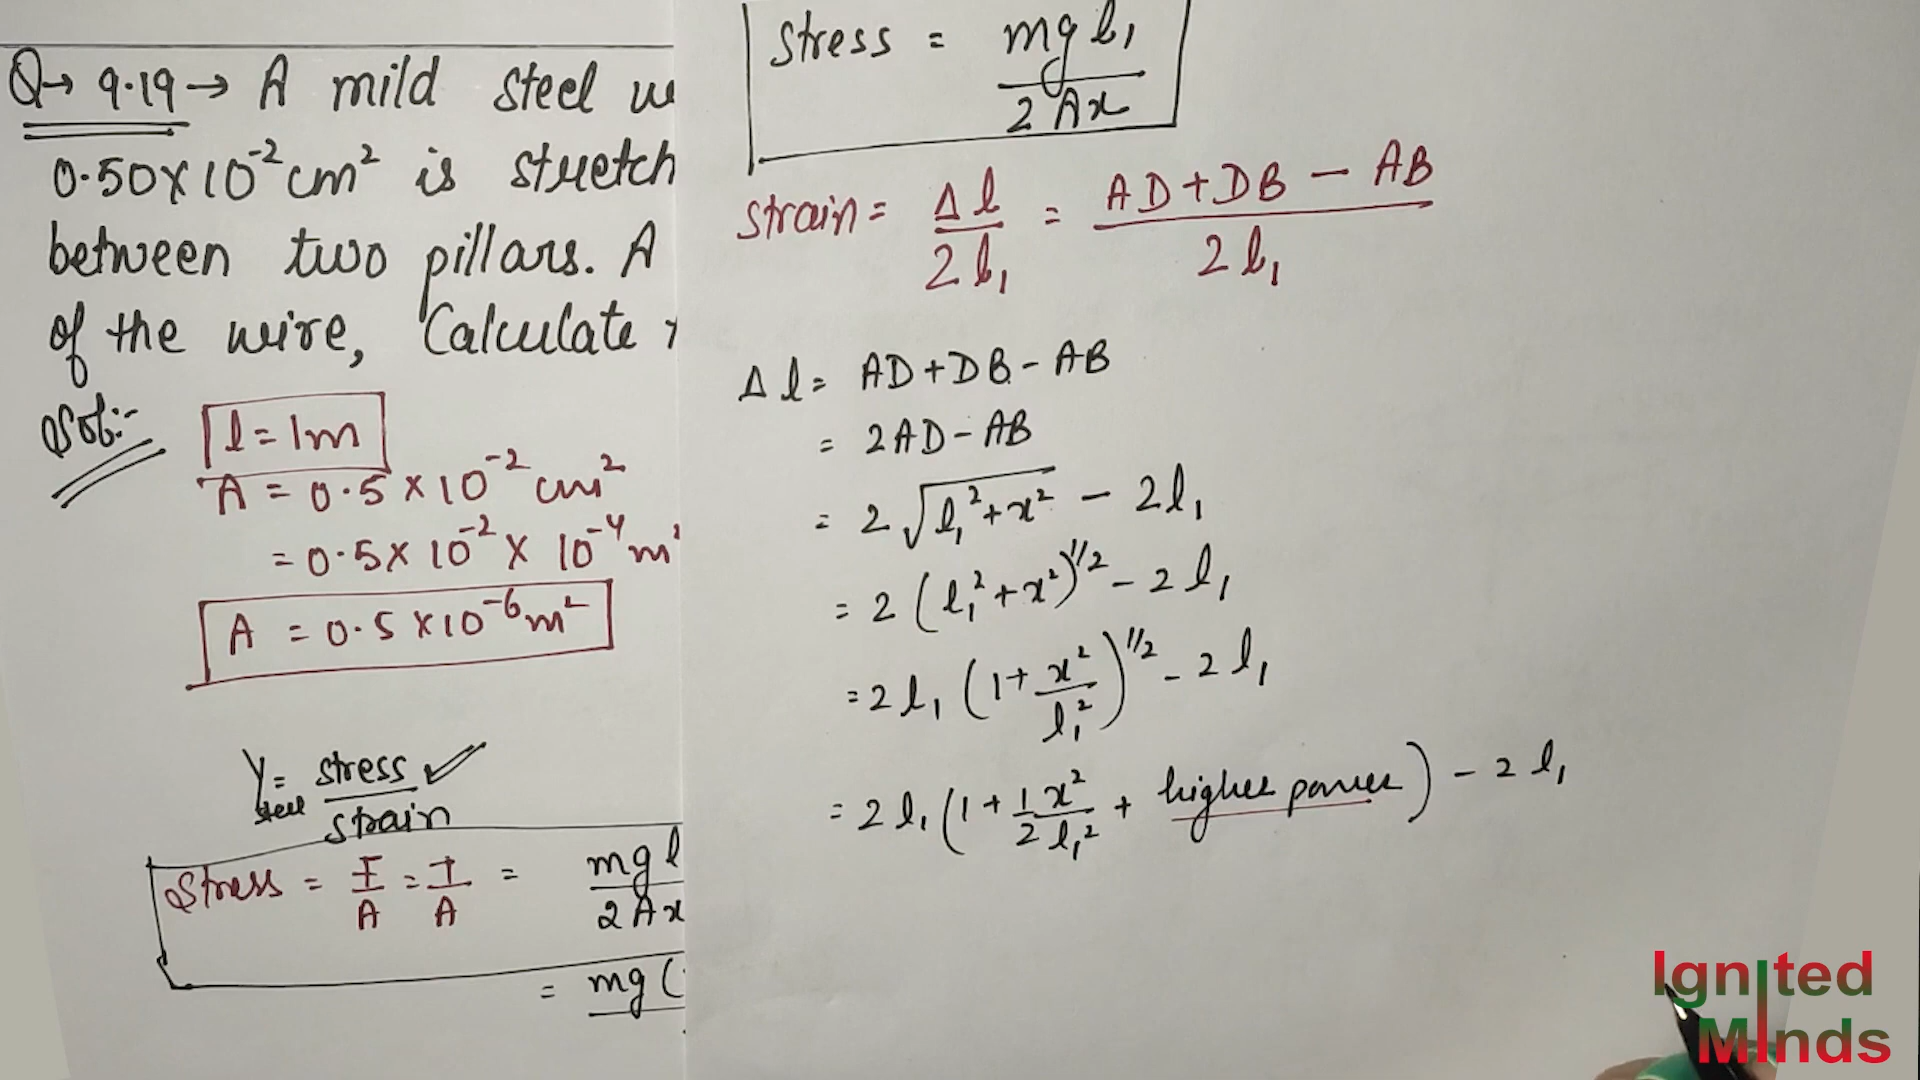 Q→ 9.19 → A mild steel w
0.50×10⁻²cm² is stretch
between two pillars. A
of the wire, Calculate
Sol:-
l = 1m
A = 0.5 × 10⁻² cm²
= 0.5 × 10⁻² × 10⁻⁴ m²
A = 0.5 × 10⁻⁶ m²
Y steel = stress / strain
Stress = F/A = T/A = mgl / 2Ax
= mg(
Stress = mgl₁ / 2Ax
Strain = Δl / 2l₁ = AD + DB − AB / 2l₁
Δl = AD + DB − AB
= 2AD − AB
= 2√l₁² + x² − 2l₁
= 2(l₁² + x²)^1/2 − 2l₁
= 2l₁(1 + x²/l₁²)^1/2 − 2l₁
= 2l₁(1 + 1/2 x²/l₁² + higher power) − 2l₁
Ignited
Minds